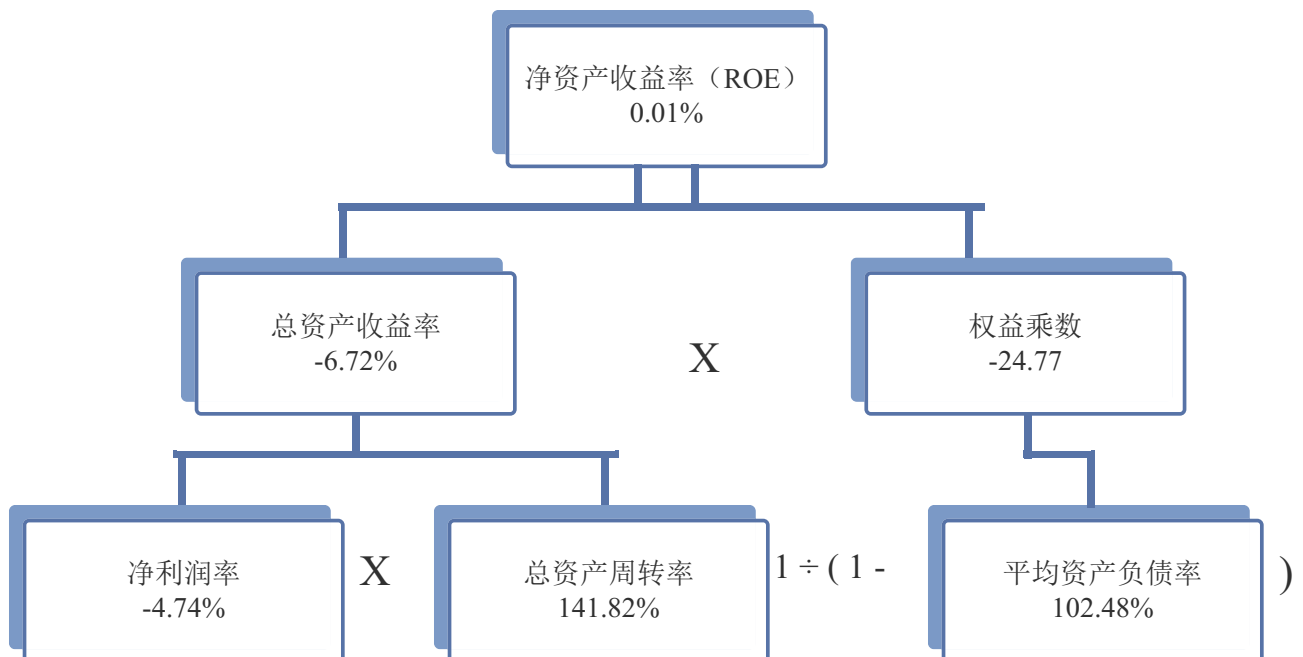 净资产收益率（ROE）
0.01%
总资产收益率
-6.72%
X
权益乘数
-24.77
净利润率
-4.74%
X
总资产周转率
141.82%
1 ÷ ( 1 -
平均资产负债率
102.48%
)